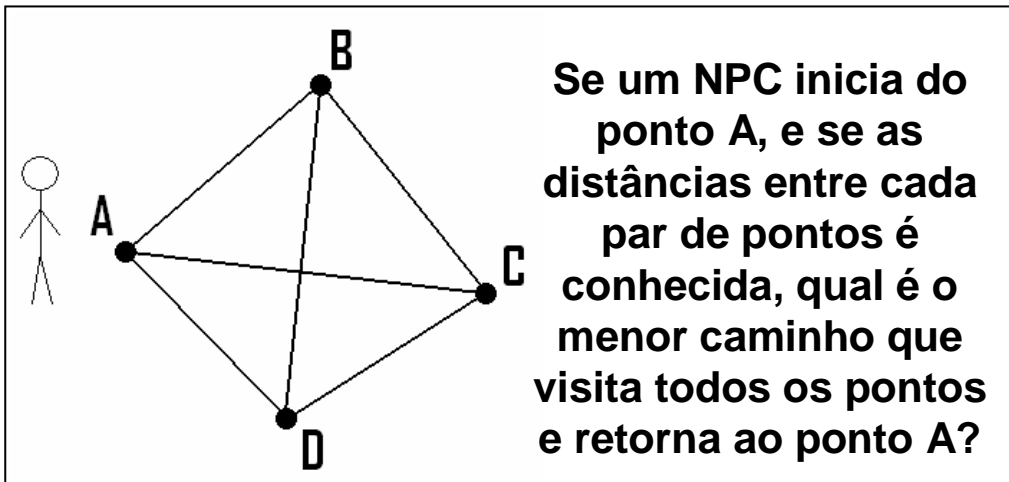 B
A
C
D
Se um NPC inicia do
ponto A, e se as
distâncias entre cada
par de pontos é
conhecida, qual é o
menor caminho que
visita todos os pontos
e retorna ao ponto A?